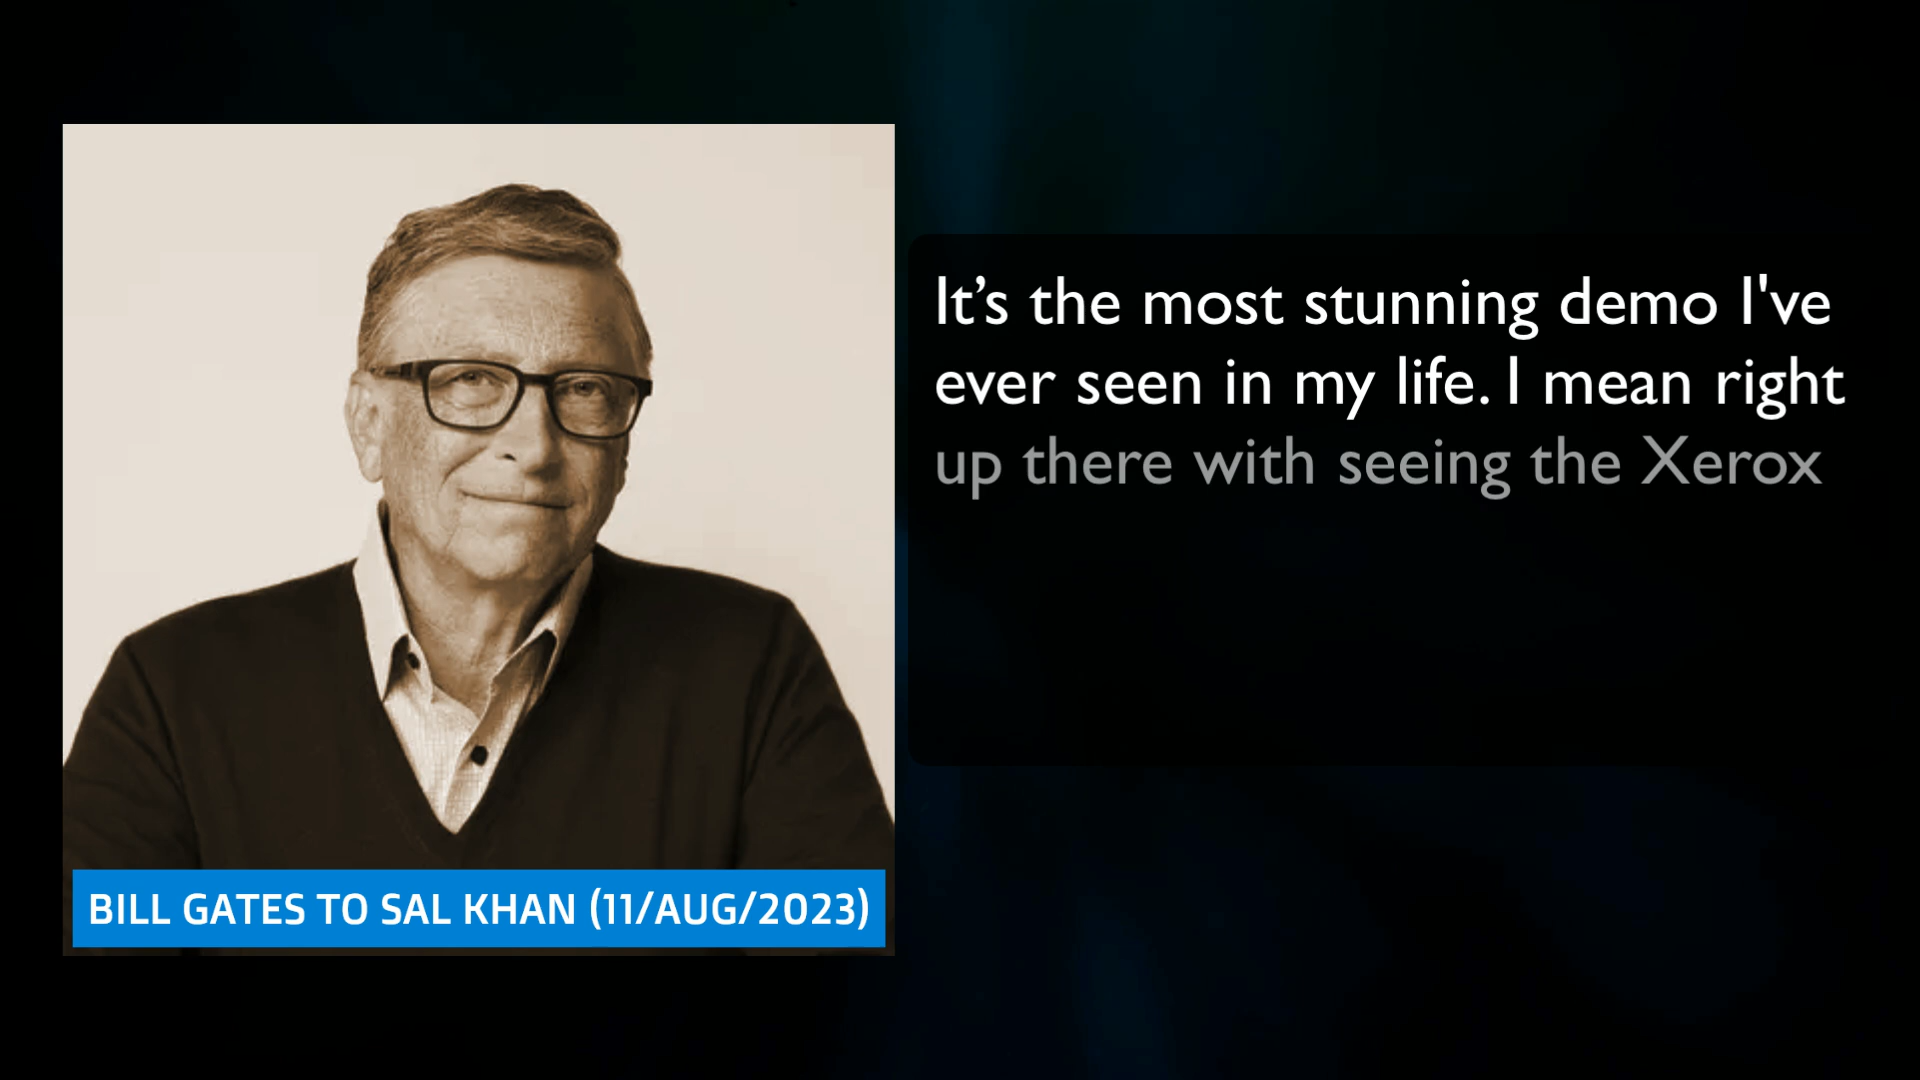 It’s the most stunning demo I've
ever seen in my life. I mean right
up there with seeing the Xerox
BILL GATES TO SAL KHAN (11/AUG/2023)